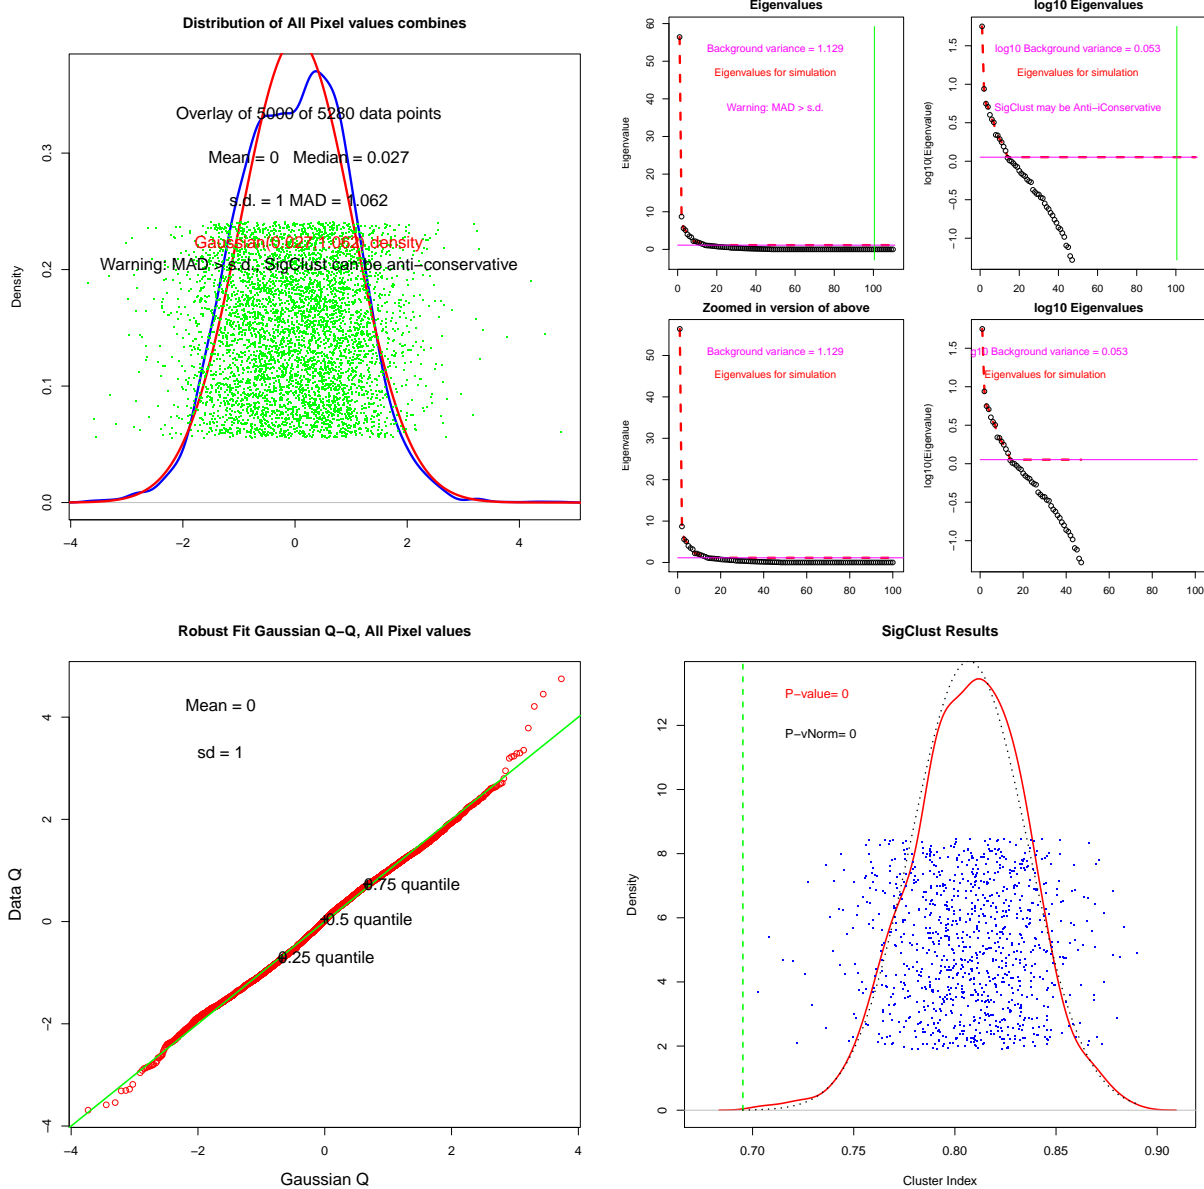 Distribution of All Pixel values combines
Overlay of 5000 of 5280 data points
Mean = 0 Median = 0.027
s.d. = 1 MAD = 1.062
Gaussian(0.027,1.062) density
Warning: MAD > s.d., SigClust can be anti−conservative
Density
0.0
0.1
0.2
0.3
−4 −2 0 2 4
Eigenvalues
Background variance = 1.129
Eigenvalues for simulation
Warning: MAD > s.d.
Eigenvalue
0
10
20
30
40
50
60
0 20 40 60 80 100
log10 Eigenvalues
log10 Background variance = 0.053
Eigenvalues for simulation
SigClust may be Anti−iConservative
log10(Eigenvalue)
−1.0
−0.5
0.0
0.5
1.0
1.5
0 20 40 60 80 100
Zoomed in version of above
Background variance = 1.129
Eigenvalues for simulation
Eigenvalue
0
10
20
30
40
50
0 20 40 60 80 100
log10 Eigenvalues
g10 Background variance = 0.053
Eigenvalues for simulation
log10(Eigenvalue)
−1.0
−0.5
0.0
0.5
1.0
1.5
0 20 40 60 80 100
Robust Fit Gaussian Q−Q, All Pixel values
Mean = 0
sd = 1
0.75 quantile
0.5 quantile
0.25 quantile
Data Q
−4
−2
0
2
4
−4 −2 0 2 4
Gaussian Q
SigClust Results
P−value= 0
P−vNorm= 0
Density
0
2
4
6
8
10
12
0.70 0.75 0.80 0.85 0.90
Cluster Index